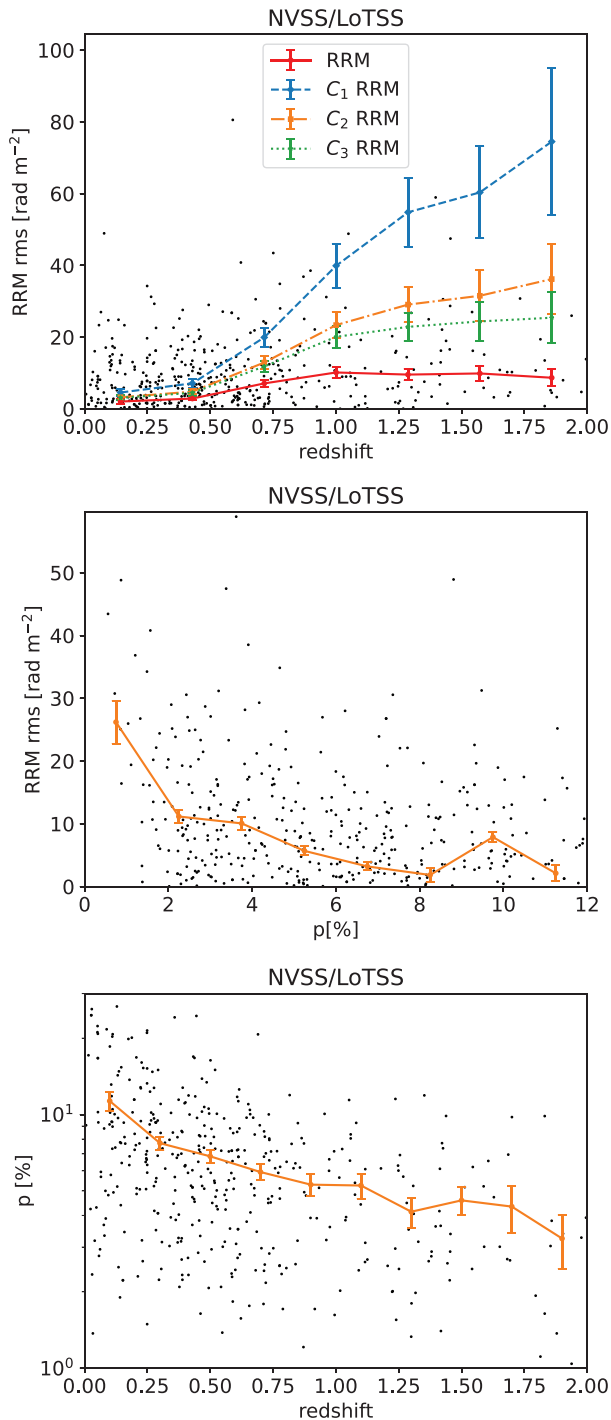 NVSS/LoTSS
100
80
60
40
20
0
RRM rms [rad m⁻²]
RRM
C₁ RRM
C₂ RRM
C₃ RRM
0.00 0.25 0.50 0.75 1.00 1.25 1.50 1.75 2.00
redshift
NVSS/LoTSS
50
40
30
20
10
0
RRM rms [rad m⁻²]
0 2 4 6 8 10 12
p[%]
NVSS/LoTSS
10¹
10⁰
p [%]
0.00 0.25 0.50 0.75 1.00 1.25 1.50 1.75 2.00
redshift